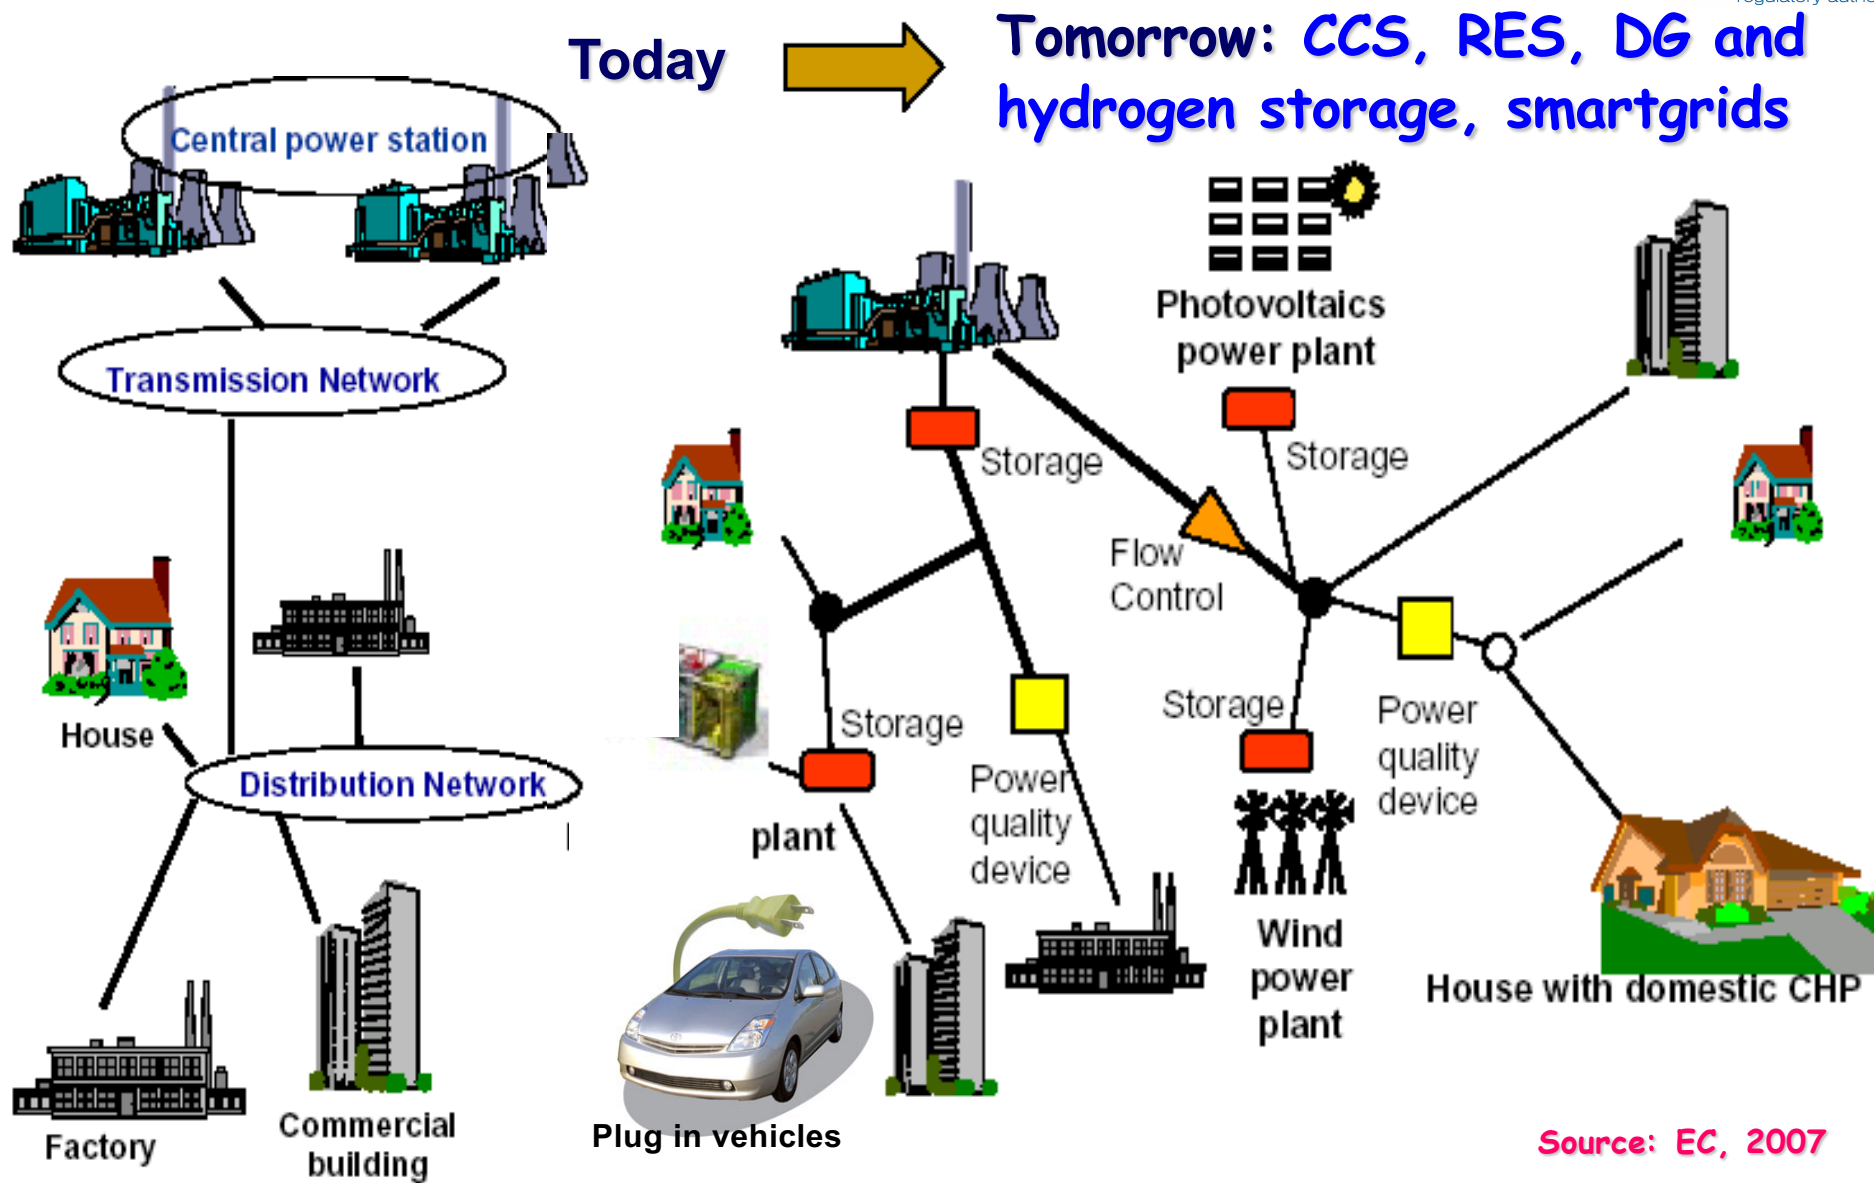 Today
Tomorrow: CCS, RES, DG and
hydrogen storage, smartgrids
Central power station
Transmission Network
House
Distribution Network
Factory
Commercial
building
Photovoltaics
power plant
Storage
Storage
Flow
Control
Storage
Storage
Power
quality
device
Power
quality
device
plant
Wind
power
plant
House with domestic CHP
Plug in vehicles
Source: EC, 2007